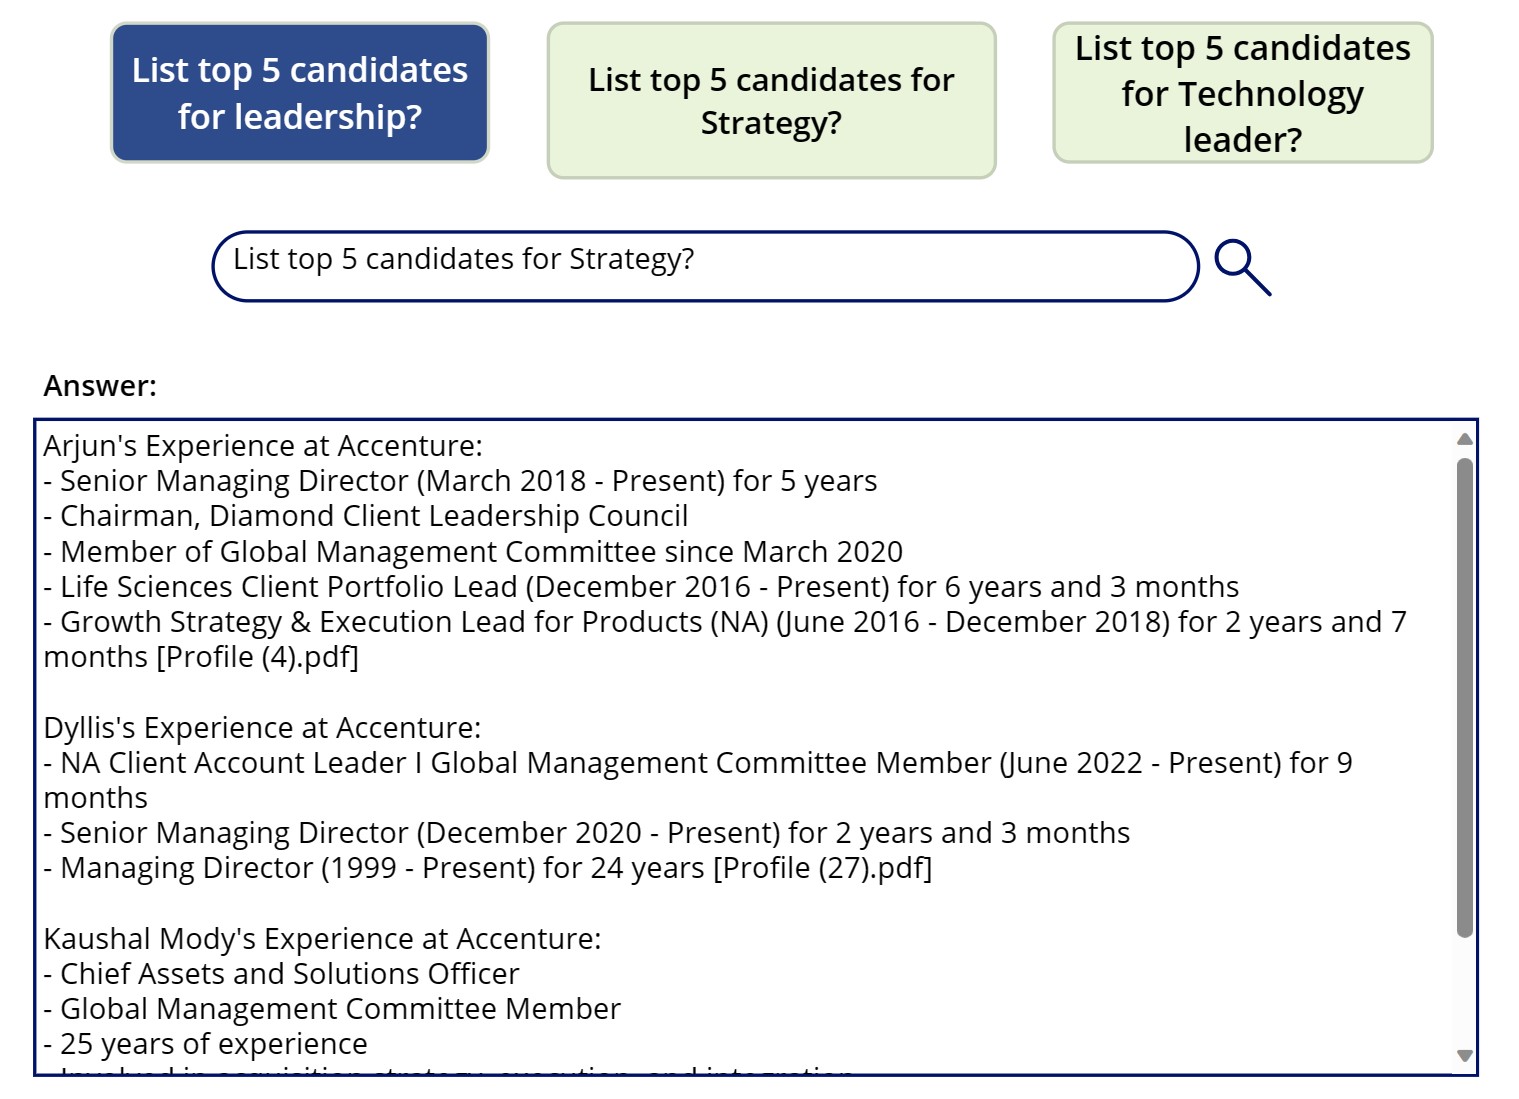 List top 5 candidates
for leadership?
List top 5 candidates for
Strategy?
List top 5 candidates
for Technology
leader?
List top 5 candidates for Strategy?
Answer:
Arjun's Experience at Accenture:
- Senior Managing Director (March 2018 - Present) for 5 years
- Chairman, Diamond Client Leadership Council
- Member of Global Management Committee since March 2020
- Life Sciences Client Portfolio Lead (December 2016 - Present) for 6 years and 3 months
- Growth Strategy & Execution Lead for Products (NA) (June 2016 - December 2018) for 2 years and 7
months [Profile (4).pdf]
Dyllis's Experience at Accenture:
- NA Client Account Leader I Global Management Committee Member (June 2022 - Present) for 9
months
- Senior Managing Director (December 2020 - Present) for 2 years and 3 months
- Managing Director (1999 - Present) for 24 years [Profile (27).pdf]
Kaushal Mody's Experience at Accenture:
- Chief Assets and Solutions Officer
- Global Management Committee Member
- 25 years of experience
- Involved in acquisition strategy, execution, and integration